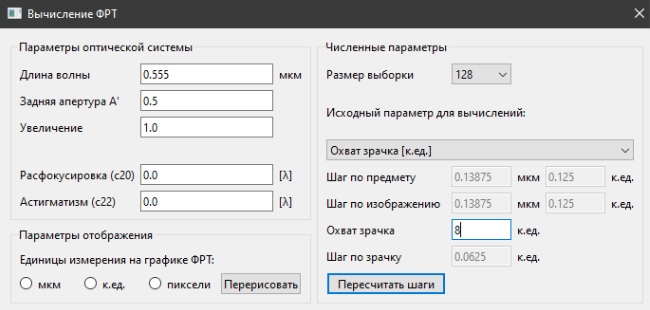 Вычисление ФРТ
Параметры оптической системы
Длина волны 0.555 мкм
Задняя апертура A' 0.5
Увеличение 1.0
Расфокусировка (c20) 0.0 [λ]
Астигматизм (c22) 0.0 [λ]
Параметры отображения
Единицы измерения на графике ФРТ:
мкм к.ед. пиксели Перерисовать
Численные параметры
Размер выборки 128
Исходный параметр для вычислений:
Охват зрачка [к.ед.]
Шаг по предмету 0.13875 мкм 0.125 к.ед.
Шаг по изображению 0.13875 мкм 0.125 к.ед.
Охват зрачка 8 к.ед.
Шаг по зрачку 0.0625 к.ед.
Пересчитать шаги